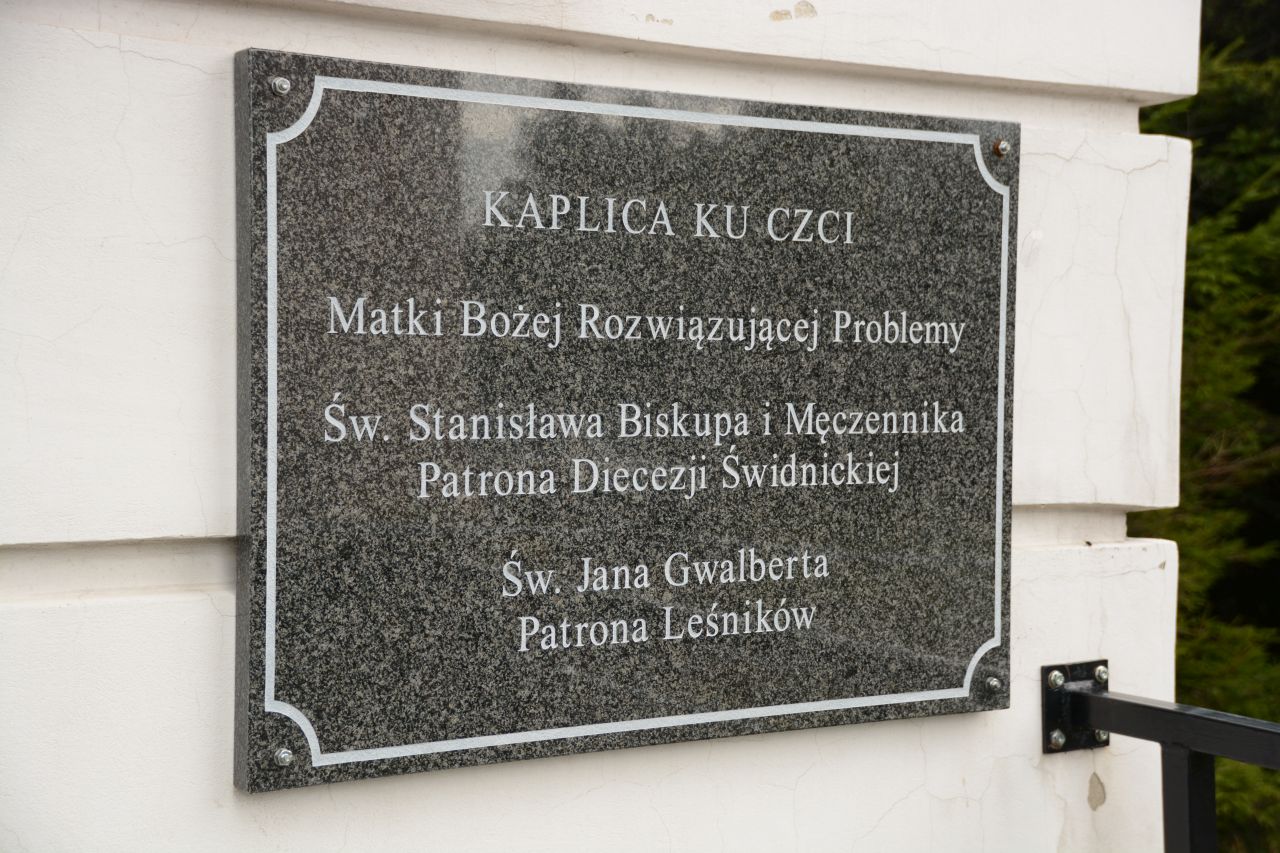 KAPLICA KU CZCI
Matki Bożej Rozwiązującej Problemy
Św. Stanisława Biskupa i Męczennika
Patrona Diecezji Świdnickiej
Św. Jana Gwalberta
Patrona Leśników